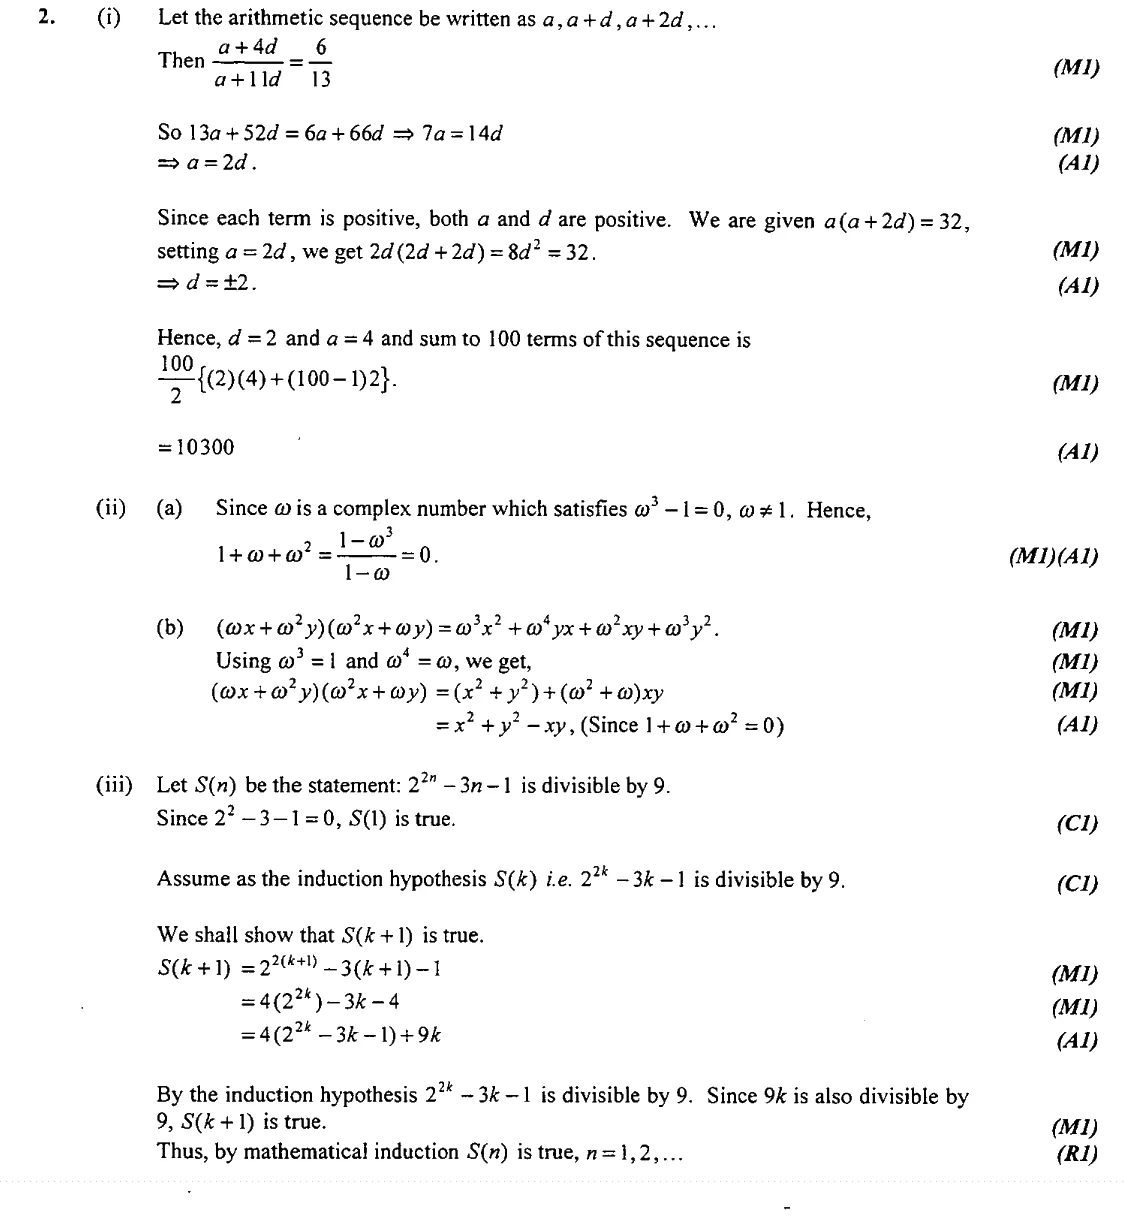 2. (i) Let the arithmetic sequence be written as a, a + d, a + 2d, ...
Then (a + 4d)/(a + 11d) = 6/13 (M1)
So 13a + 52d = 6a + 66d ⇒ 7a = 14d (M1)
⇒ a = 2d. (A1)
Since each term is positive, both a and d are positive. We are given a(a + 2d) = 32,
setting a = 2d, we get 2d(2d + 2d) = 8d² = 32. (M1)
⇒ d = ±2. (A1)
Hence, d = 2 and a = 4 and sum to 100 terms of this sequence is
100/2 {(2)(4) + (100 − 1)2}. (M1)
= 10300 (A1)
(ii) (a) Since ω is a complex number which satisfies ω³ − 1 = 0, ω ≠ 1. Hence,
1 + ω + ω² = (1 − ω³)/(1 − ω) = 0. (M1)(A1)
(b) (ωx + ω²y)(ω²x + ωy) = ω³x² + ω⁴yx + ω²xy + ω³y². (M1)
Using ω³ = 1 and ω⁴ = ω, we get, (M1)
(ωx + ω²y)(ω²x + ωy) = (x² + y²) + (ω² + ω)xy (M1)
= x² + y² − xy, (Since 1 + ω + ω² = 0) (A1)
(iii) Let S(n) be the statement: 2²ⁿ − 3n − 1 is divisible by 9.
Since 2² − 3 − 1 = 0, S(1) is true. (C1)
Assume as the induction hypothesis S(k) i.e. 2²ᵏ − 3k − 1 is divisible by 9. (C1)
We shall show that S(k + 1) is true.
S(k + 1) = 2²⁽ᵏ⁺¹⁾ − 3(k + 1) − 1 (M1)
= 4(2²ᵏ) − 3k − 4 (M1)
= 4(2²ᵏ − 3k − 1) + 9k (A1)
By the induction hypothesis 2²ᵏ − 3k − 1 is divisible by 9. Since 9k is also divisible by
9, S(k + 1) is true. (M1)
Thus, by mathematical induction S(n) is true, n = 1, 2, ... (R1)